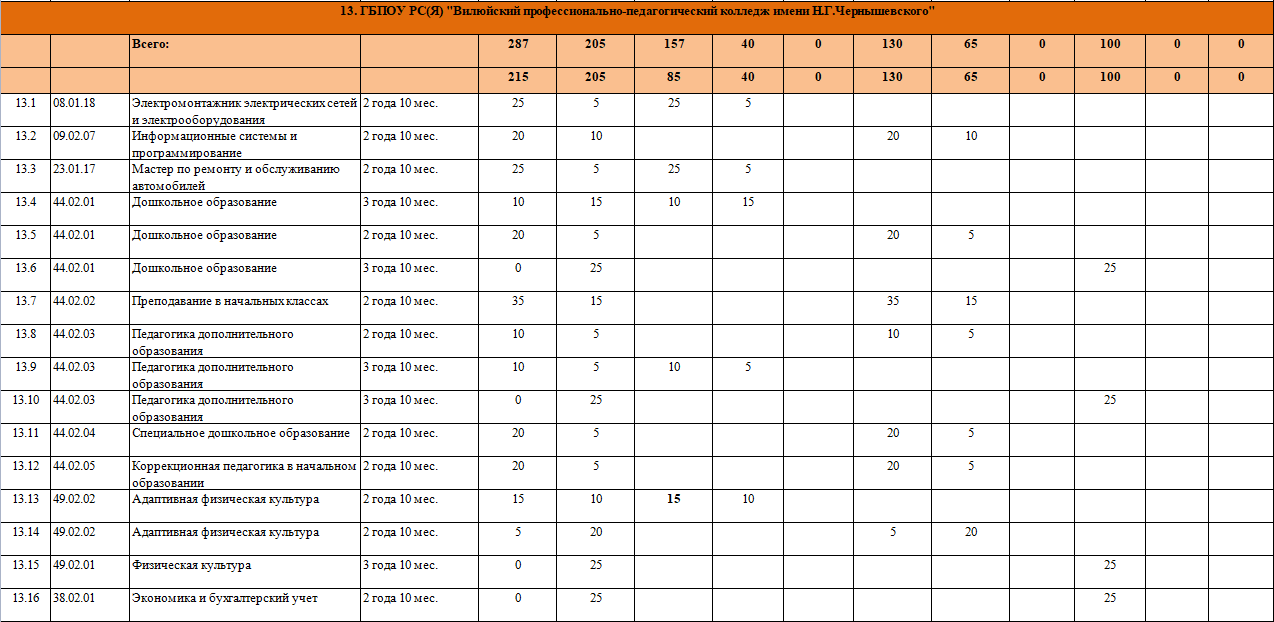 13. ГБПОУ РС(Я) "Вилюйский профессионально-педагогический колледж имени Н.Г.Чернышевского"
Всего: 287 205 157 40 0 130 65 0 100 0 0
215 205 85 40 0 130 65 0 100 0 0
13.1 08.01.18 Электромонтажник электрических сетей 2 года 10 мес. 25 5 25 5
и электрооборудования
13.2 09.02.07 Информационные системы и 2 года 10 мес. 20 10 20 10
программирование
13.3 23.01.17 Мастер по ремонту и обслуживанию 2 года 10 мес. 25 5 25 5
автомобилей
13.4 44.02.01 Дошкольное образование 3 года 10 мес. 10 15 10 15
13.5 44.02.01 Дошкольное образование 2 года 10 мес. 20 5 20 5
13.6 44.02.01 Дошкольное образование 3 года 10 мес. 0 25 25
13.7 44.02.02 Преподавание в начальных классах 2 года 10 мес. 35 15 35 15
13.8 44.02.03 Педагогика дополнительного 2 года 10 мес. 10 5 10 5
образования
13.9 44.02.03 Педагогика дополнительного 3 года 10 мес. 10 5 10 5
образования
13.10 44.02.03 Педагогика дополнительного 3 года 10 мес. 0 25 25
образования
13.11 44.02.04 Специальное дошкольное образование 2 года 10 мес. 20 5 20 5
13.12 44.02.05 Коррекционная педагогика в начальном 2 года 10 мес. 20 5 20 5
образовании
13.13 49.02.02 Адаптивная физическая культура 2 года 10 мес. 15 10 15 10
13.14 49.02.02 Адаптивная физическая культура 2 года 10 мес. 5 20 5 20
13.15 49.02.01 Физическая культура 3 года 10 мес. 0 25 25
13.16 38.02.01 Экономика и бухгалтерский учет 2 года 10 мес. 0 25 25